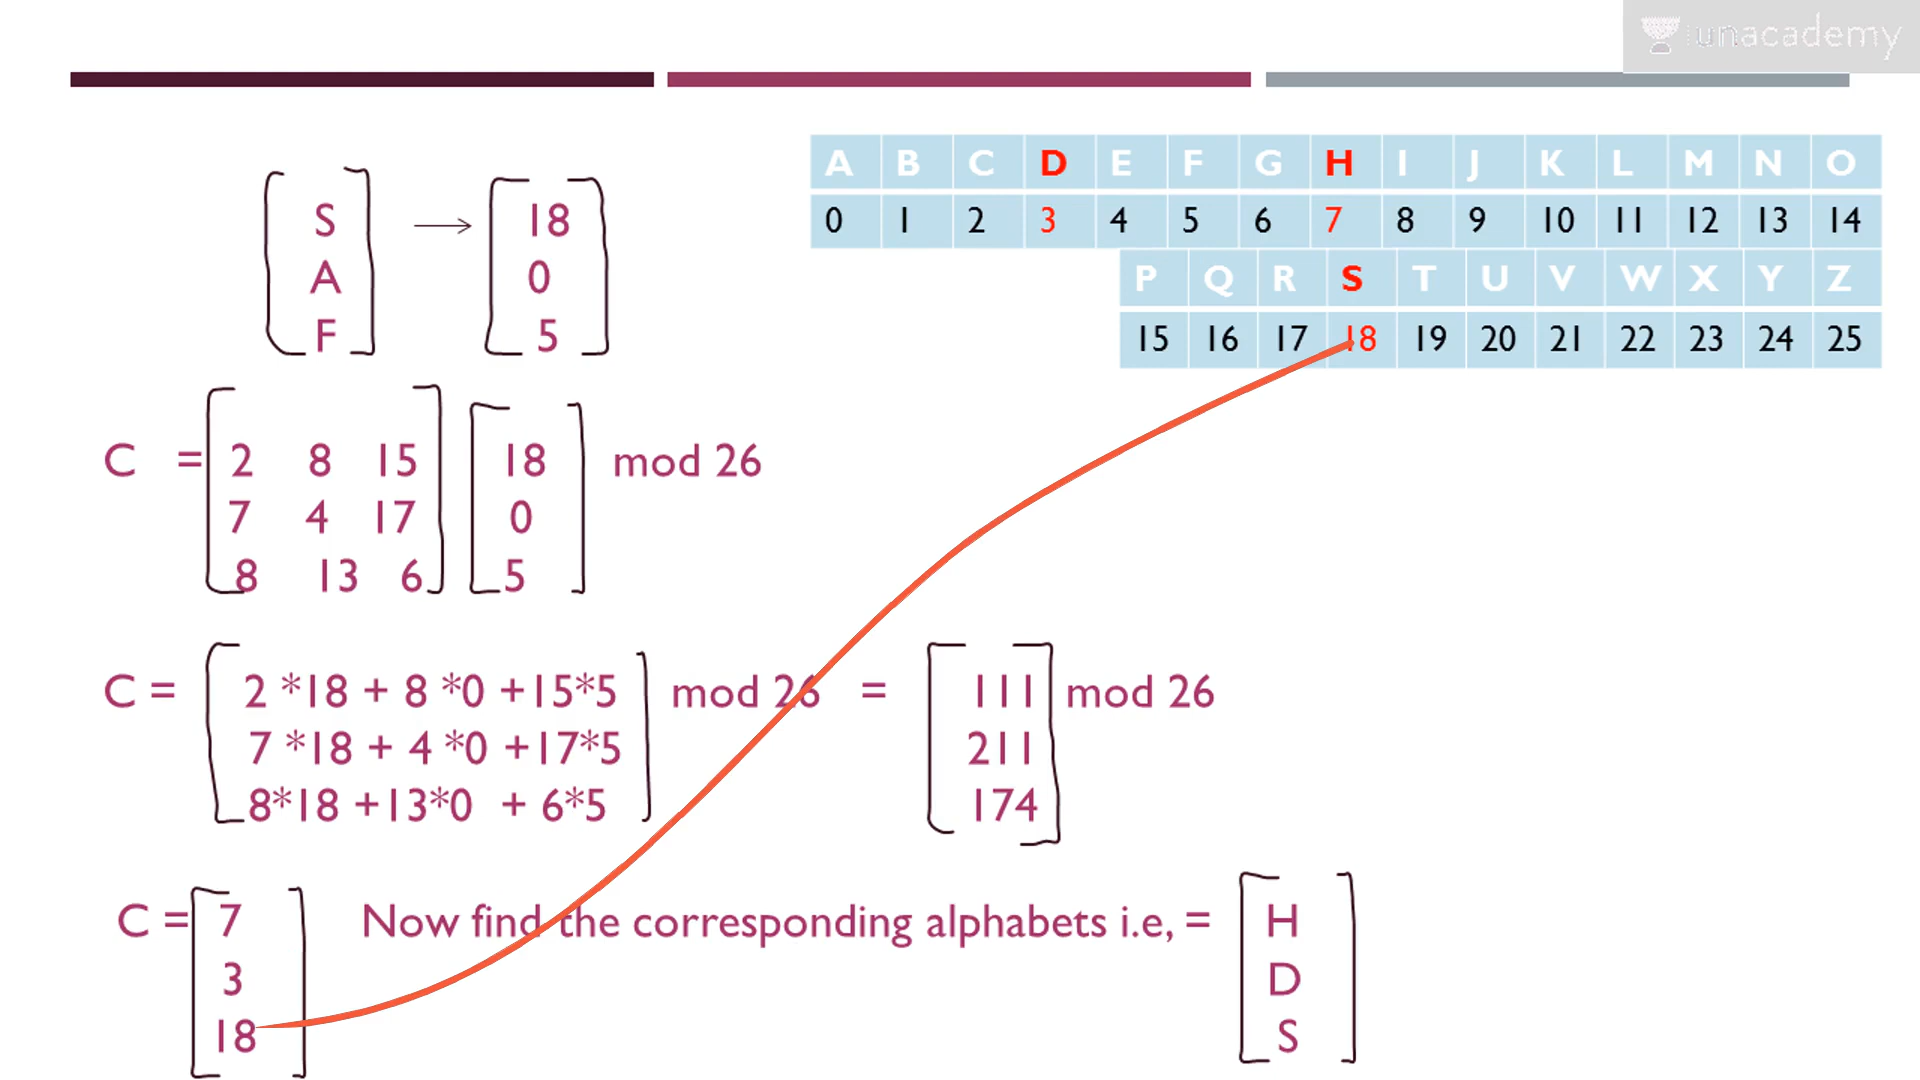 unacademy
A B C D E F G H I J K L M N O
0 1 2 3 4 5 6 7 8 9 10 11 12 13 14
P Q R S T U V W X Y Z
15 16 17 18 19 20 21 22 23 24 25
S → 18
A 0
F 5
C = 2 8 15 18 mod 26
7 4 17 0
8 13 6 5
C = 2 *18 + 8 *0 +15*5 mod 26 = 111 mod 26
7 *18 + 4 *0 +17*5 211
8*18 +13*0 + 6*5 174
C = 7 Now find the corresponding alphabets i.e, = H
3 D
18 S